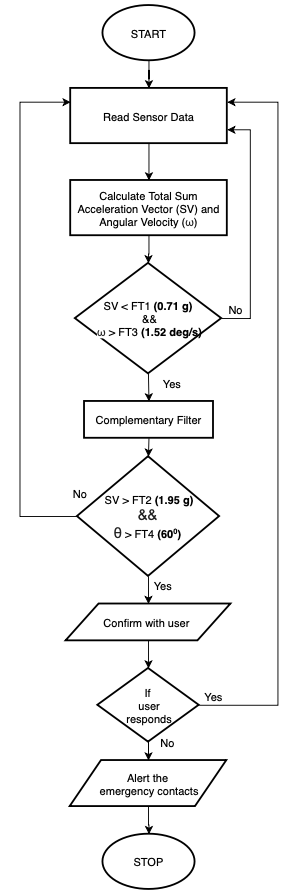 START
Read Sensor Data
Calculate Total Sum
Acceleration Vector (SV) and
Angular Velocity (ω)
SV < FT1 (0.71 g)
&&
ω > FT3 (1.52 deg/s)
No
Yes
Complementary Filter
No
SV > FT2 (1.95 g)
&&
θ > FT4 (60⁰)
Yes
Confirm with user
If
user
responds
Yes
No
Alert the
emergency contacts
STOP